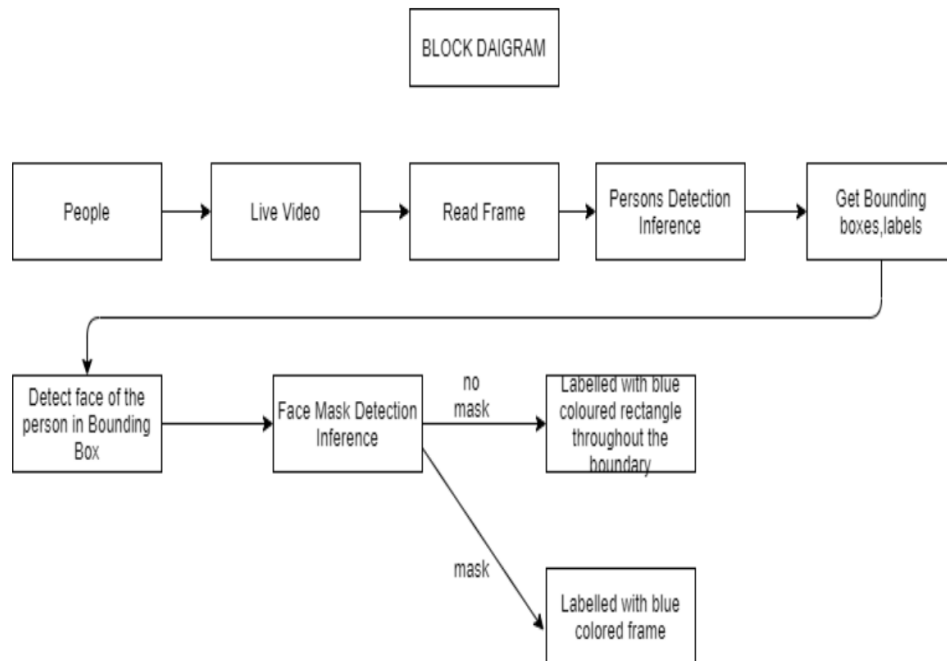 BLOCK DAIGRAM
People
Live Video
Read Frame
Persons Detection
Inference
Get Bounding
boxes,labels
Detect face of the
person in Bounding
Box
Face Mask Detection
Inference
no
mask
Labelled with blue
coloured rectangle
throughout the
boundary
mask
Labelled with blue
colored frame